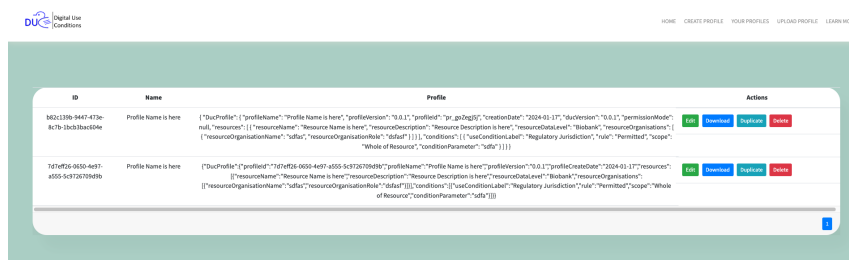 DUC Digital Use
Conditions
HOME CREATE PROFILE YOUR PROFILES UPLOAD PROFILE LEARN MO
ID Name Profile Actions
b82c139b-9447-473e-
8c7b-1bcb3bac604e
Profile Name is here
{ "DucProfile": { "profileName": "Profile Name is here", "profileVersion": "0.0.1", "profileId": "pr_goZegjSj", "creationDate": "2024-01-17", "ducVersion": "0.0.1", "permissionMode":
null, "resources": [ { "resourceName": "Resource Name is here", "resourceDescription": "Resource Description is here", "resourceDataLevel": "Biobank", "resourceOrganisations": [
{ "resourceOrganisationName": "sdfas", "resourceOrganisationRole": "dsfasf" } ] } ], "conditions": [ { "useConditionLabel": "Regulatory Jurisdiction", "rule": "Permitted", "scope":
"Whole of Resource", "conditionParameter": "sdfa" } ] } }
Edit Download Duplicate Delete
7d7eff26-0650-4e97-
a555-5c9726709d9b
Profile Name is here
{"DucProfile":{"profileId":"7d7eff26-0650-4e97-a555-5c9726709d9b","profileName":"Profile Name is here","profileVersion":"0.0.1","profileCreateDate":"2024-01-17","resources":
[{"resourceName":"Resource Name is here","resourceDescription":"Resource Description is here","resourceDataLevel":"Biobank","resourceOrganisations":
[{"resourceOrganisationName":"sdfas","resourceOrganisationRole":"dsfasf"}]}],"conditions":[{"useConditionLabel":"Regulatory Jurisdiction","rule":"Permitted","scope":"Whole
of Resource","conditionParameter":"sdfa"}]}}
Edit Download Duplicate Delete
1